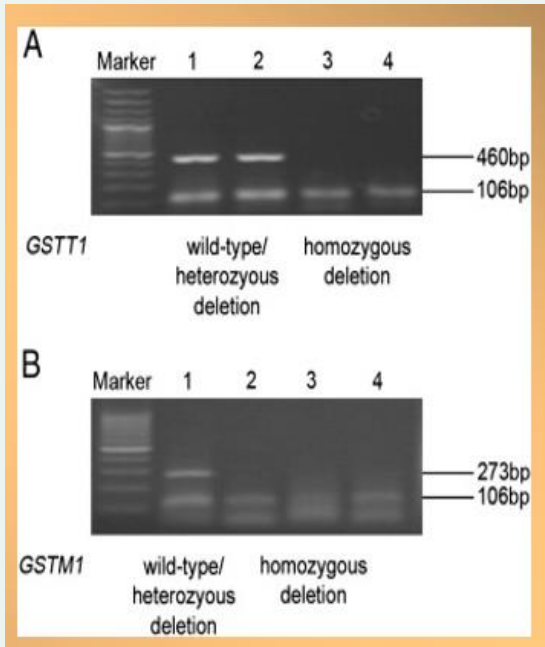 A
Marker 1 2 3 4
460bp
106bp
GSTT1
wild-type/ homozygous
heterozyous deletion
deletion
B
Marker 1 2 3 4
273bp
106bp
GSTM1
wild-type/ homozygous
heterozyous deletion
deletion